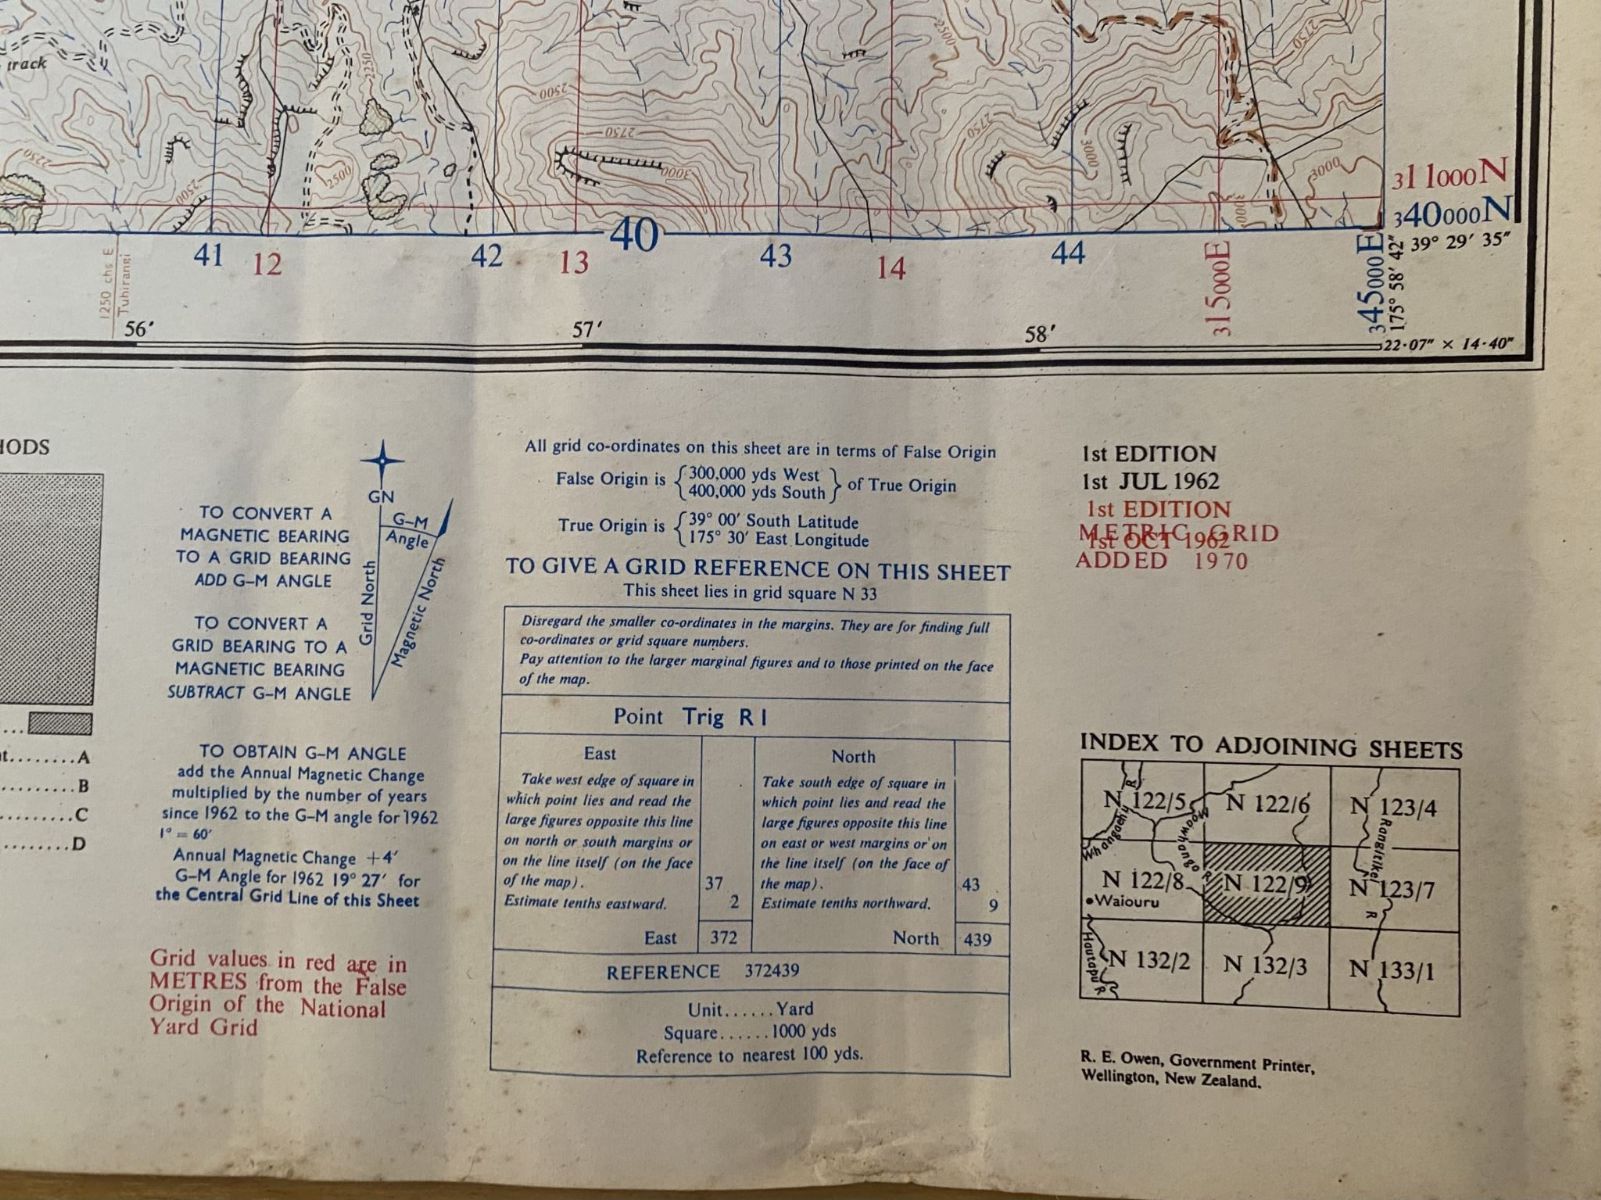 track
2250
2250
2250
2500
2500
2500
2750
3000
2750
3000
3000
3000
2750
311000N
340000N
39° 29′ 35″
41
12
42
13
40
43
14
44
315000E
345000E
175° 58′ 42″
1250 chs E
Tuhirangi
56′
57′
58′
22·07″ × 14·40″
HODS
A
B
C
D
GN
G–M
Angle
Grid North
Magnetic North
TO CONVERT A
MAGNETIC BEARING
TO A GRID BEARING
ADD G–M ANGLE
TO CONVERT A
GRID BEARING TO A
MAGNETIC BEARING
SUBTRACT G–M ANGLE
TO OBTAIN G–M ANGLE
add the Annual Magnetic Change
multiplied by the number of years
since 1962 to the G–M angle for 1962
1° = 60′
Annual Magnetic Change +4′
G–M Angle for 1962 19° 27′ for
the Central Grid Line of this Sheet
Grid values in red are in
METRES from the False
Origin of the National
Yard Grid
All grid co-ordinates on this sheet are in terms of False Origin
False Origin is {300,000 yds West
400,000 yds South} of True Origin
True Origin is {39° 00′ South Latitude
175° 30′ East Longitude
TO GIVE A GRID REFERENCE ON THIS SHEET
This sheet lies in grid square N 33
Disregard the smaller co-ordinates in the margins. They are for finding full
co-ordinates or grid square numbers.
Pay attention to the larger marginal figures and to those printed on the face
of the map.
Point Trig R I
East
Take west edge of square in
which point lies and read the
large figures opposite this line
on north or south margins or
on the line itself (on the face
of the map). 37
Estimate tenths eastward. 2
East 372
North
Take south edge of square in
which point lies and read the
large figures opposite this line
on east or west margins or on
the line itself (on the face of
the map). 43
Estimate tenths northward. 9
North 439
REFERENCE 372439
Unit......Yard
Square......1000 yds
Reference to nearest 100 yds.
1st EDITION
1st JUL 1962
1st EDITION
METRIC GRID
1st OCT 1962
ADDED 1970
INDEX TO ADJOINING SHEETS
N 122/5 N 122/6 N 123/4
N 122/8 N 122/9 N 123/7
Waiouru
N 132/2 N 132/3 N 133/1
Moawhango R
Rangitikei R
Hautapu R
R. E. Owen, Government Printer,
Wellington, New Zealand.